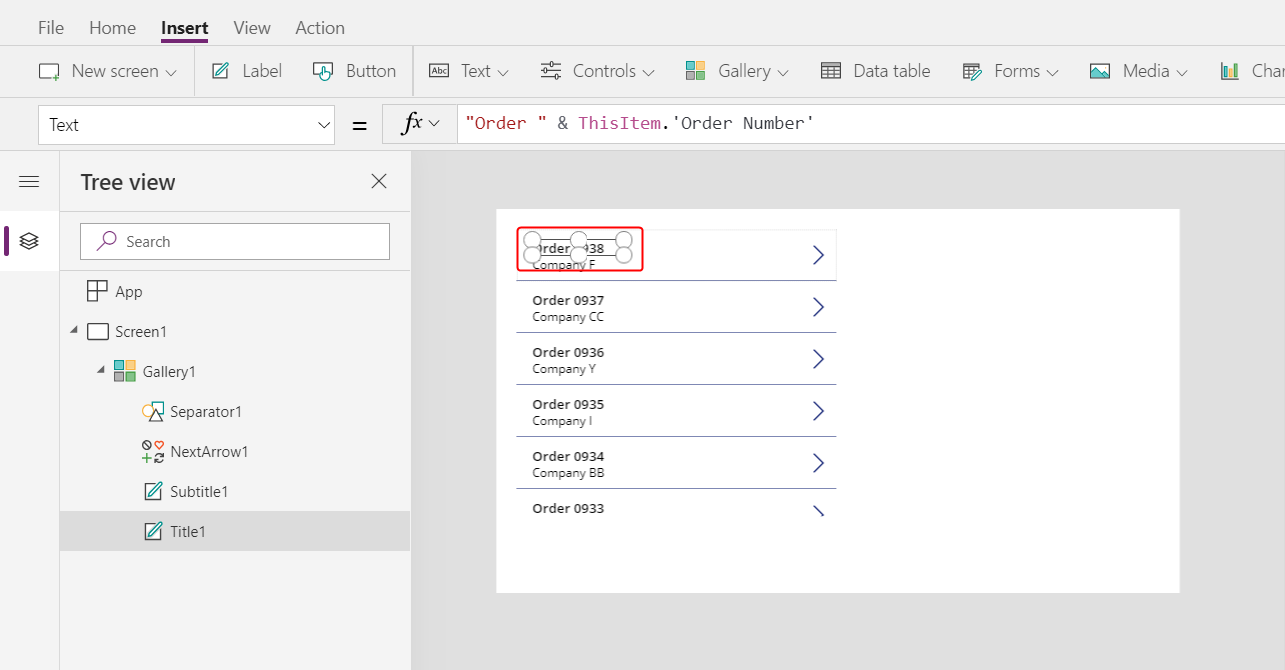 File Home Insert View Action
New screen Label Button Abc Text Controls Gallery Data table Forms Media
Text = fx "Order " & ThisItem.'Order Number'
Tree view
Search
App
Screen1
Gallery1
Separator1
NextArrow1
Subtitle1
Title1
Order 0938
Company F
Order 0937
Company CC
Order 0936
Company Y
Order 0935
Company I
Order 0934
Company BB
Order 0933